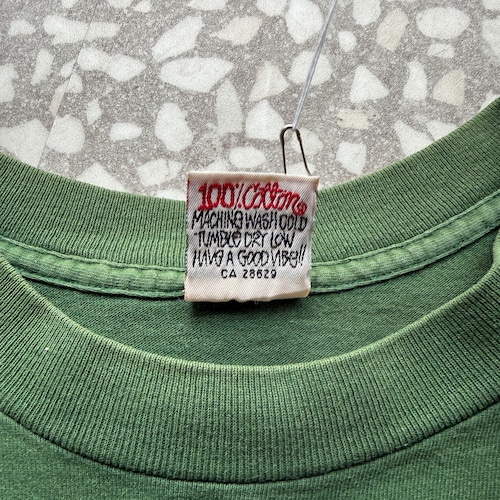 100% Cotton
MACHINE WASH COLD
TUMBLE DRY LOW
HAVE A GOOD VIBE!!
CA 28629